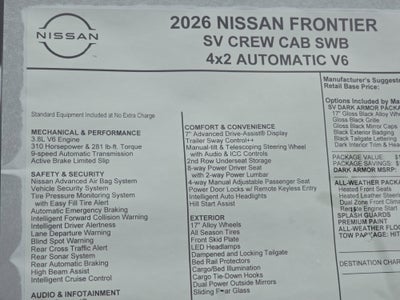 NISSAN
2026 NISSAN FRONTIER
SV CREW CAB SWB
4x2 AUTOMATIC V6
Standard Equipment Included at No Extra Charge
MECHANICAL & PERFORMANCE
3.8L V6 Engine
310 Horsepower & 281 lb-ft. Torque
9-speed Automatic Transmission
Active Brake Limited Slip
SAFETY & SECURITY
Nissan Advanced Air Bag System
Vehicle Security System
Tire Pressure Monitoring System
with Easy Fill Tire Alert
Automatic Emergency Braking
Intelligent Forward Collision Warning
Intelligent Driver Alertness
Lane Departure Warning
Blind Spot Warning
Rear Cross Traffic Alert
Rear Sonar System
Rear Automatic Braking
High Beam Assist
Intelligent Cruise Control
AUDIO & INFOTAINMENT
COMFORT & CONVENIENCE
7" Advanced Drive-Assist® Display
Trailer Sway Control
Manual-tilt & Telescoping Steering Wheel
with Audio & ICC Controls
2nd Row Underseat Storage
8-way Power Driver Seat
with 2-way Power Lumbar
4-way Manual Adjustable Passenger Seat
Power Door Locks w/ Remote Keyless Entry
Intelligent Auto Headlights
Hill Start Assist
EXTERIOR
17" Alloy Wheels
All Season Tires
Front Skid Plate
LED Headlamps
Dampened and Locking Tailgate
Bed Rail Protectors
Cargo/Bed Illumination
Cargo Tie-Down Hooks
Dual Power Outside Mirrors
Sliding Rear Glass
Manufacturer's Suggeste
Retail Base Price:
Options Included by Ma
SV DARK ARMOR PACKA
17" Gloss Black Alloy Whe
Gloss Black Grille
Gloss Black Mirror Caps
Black Exterior Badging
Black Tailgate Lettering
Dark Interior Trim & Hea
PACKAGE VALUE: $
PACKAGE SAVINGS: $
DARK ARMOR MSRP:
ALL-WEATHER PACKAG
Heated Front Seats
Heated Leather Steeri
Dual Zone Front Clima
Remote Engine Start
SPLASH GUARDS
PREMIUM PAINT
ALL-WEATHER FLOO
TOW PACKAGE: HIT
DESTINATION CHAR